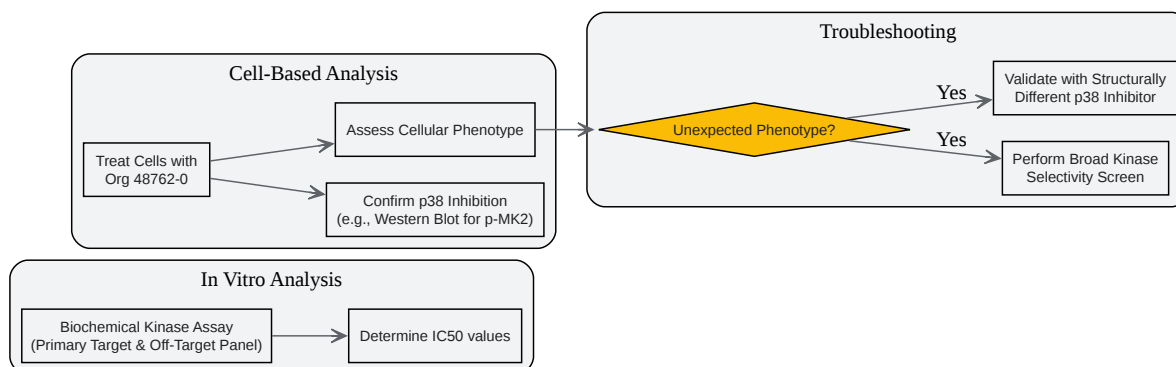 Troubleshooting
Cell-Based Analysis
Validate with Structurally
Different p38 Inhibitor
Yes
Assess Cellular Phenotype
Unexpected Phenotype?
Treat Cells with
Org 48762-0
Yes
Perform Broad Kinase
Selectivity Screen
Confirm p38 Inhibition
(e.g., Western Blot for p-MK2)
In Vitro Analysis
Biochemical Kinase Assay
(Primary Target & Off-Target Panel)
Determine IC50 values